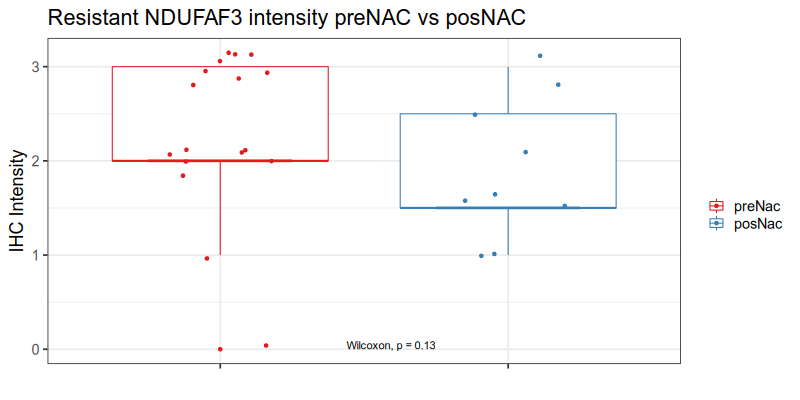 Resistant NDUFAF3 intensity preNAC vs posNAC
IHC Intensity
3
2
1
0
Wilcoxon, p = 0.13
preNac
posNac